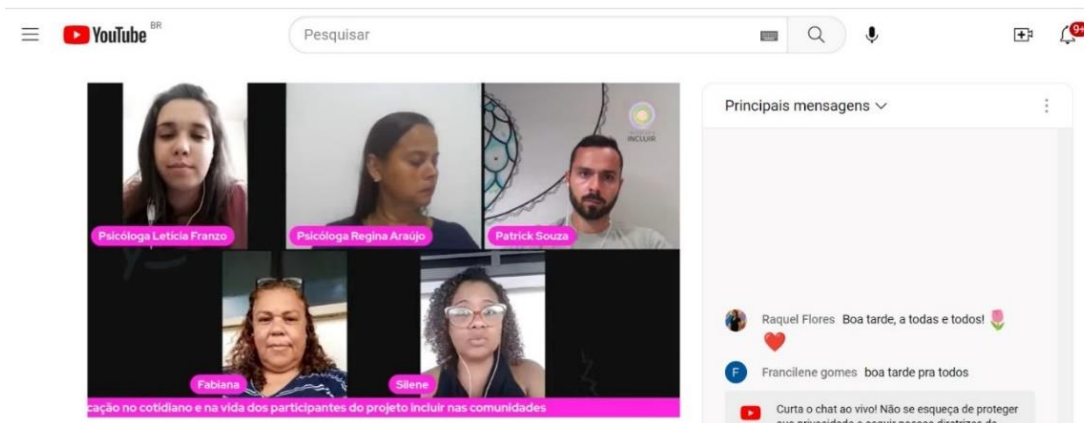 YouTube BR
Pesquisar
9+
Principais mensagens
INCLUIR
Psicóloga Letícia Franzo
Psicóloga Regina Araújo
Patrick Souza
Raquel Flores Boa tarde, a todas e todos!
Fabiana
Silene
Francilene gomes boa tarde pra todos
cação no cotidiano e na vida dos participantes do projeto incluir nas comunidades
Curta o chat ao vivo! Não se esqueça de proteger